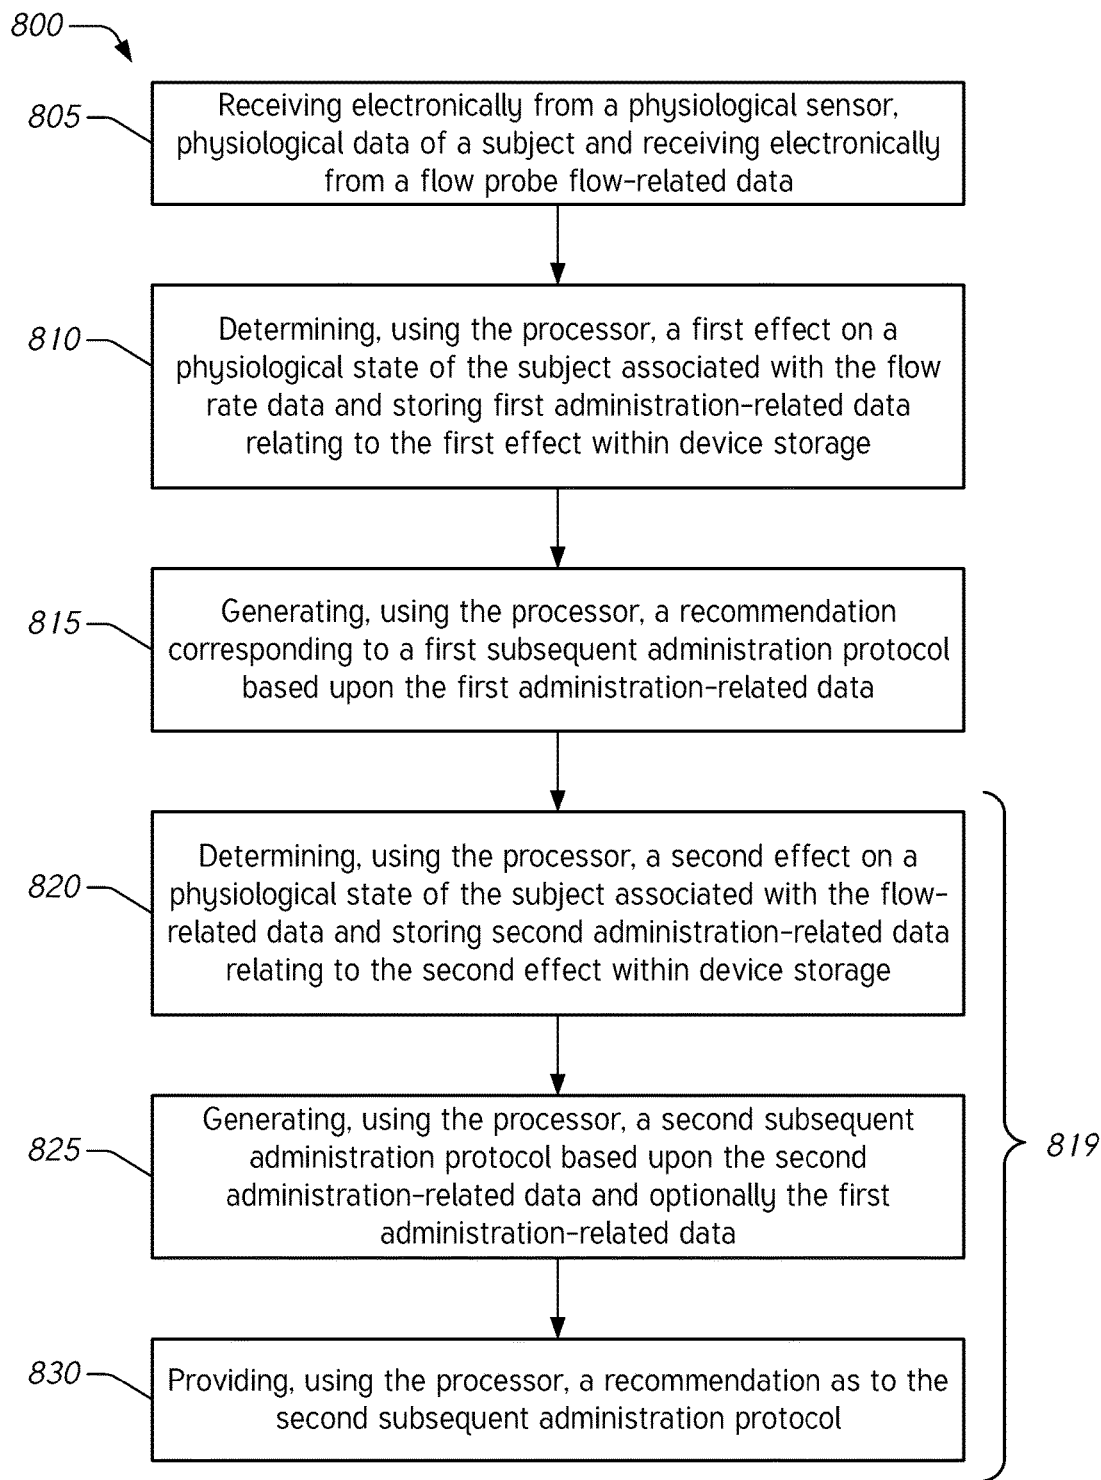 800
805
Receiving electronically from a physiological sensor,
physiological data of a subject and receiving electronically
from a flow probe flow-related data
810
Determining, using the processor, a first effect on a
physiological state of the subject associated with the flow
rate data and storing first administration-related data
relating to the first effect within device storage
815
Generating, using the processor, a recommendation
corresponding to a first subsequent administration protocol
based upon the first administration-related data
820
Determining, using the processor, a second effect on a
physiological state of the subject associated with the flow-
related data and storing second administration-related data
relating to the second effect within device storage
825
Generating, using the processor, a second subsequent
administration protocol based upon the second
administration-related data and optionally the first
administration-related data
819
830
Providing, using the processor, a recommendation as to the
second subsequent administration protocol